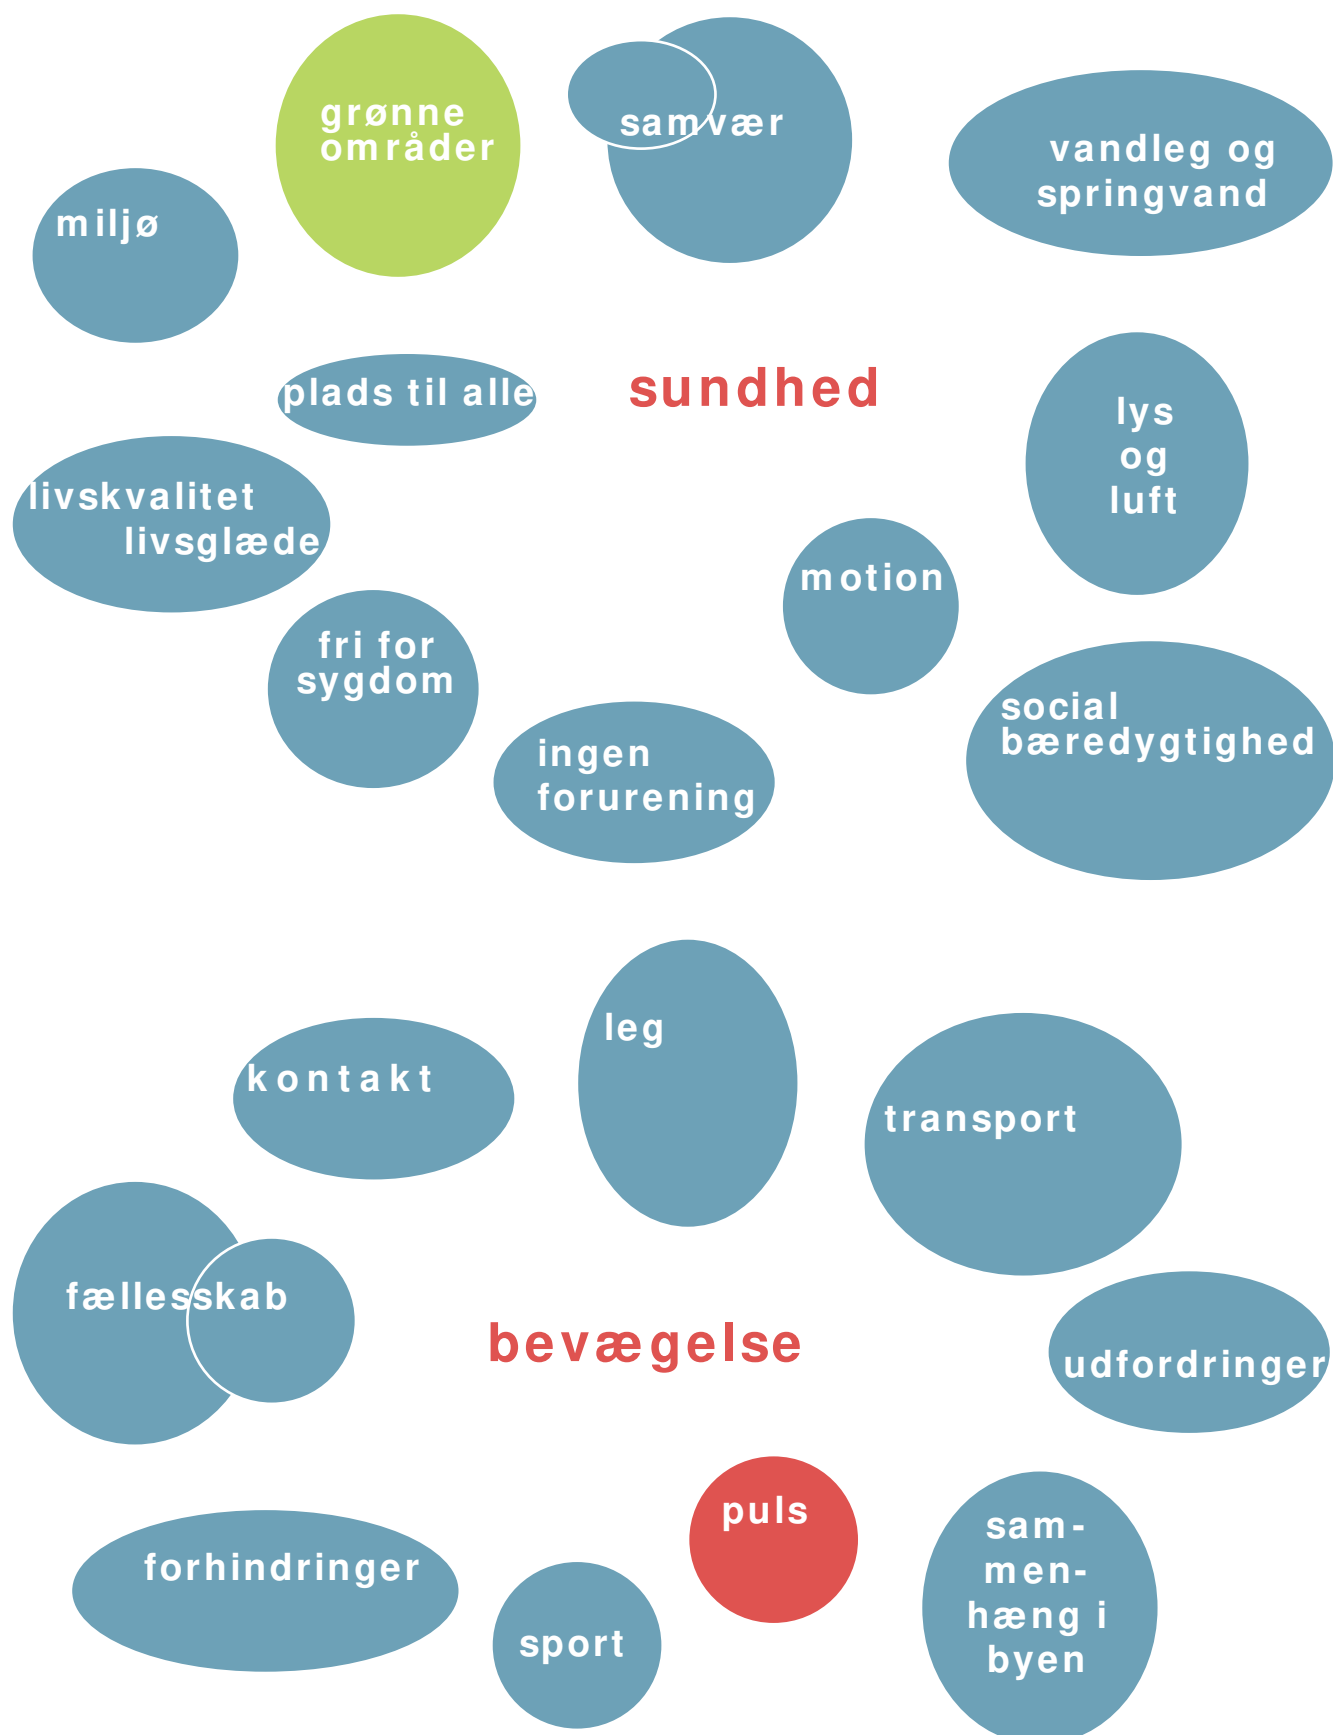 grønne
områder
samvær
vandleg og
springvand
miljø
plads til alle
sundhed
lys
og
luft
livskvalitet
livsglæde
motion
fri for
sygdom
social
bæredygtighed
ingen
forurening
leg
kontakt
transport
fællesskab
bevægelse
udfordringer
puls
sam-
men-
hæng i
byen
forhindringer
sport